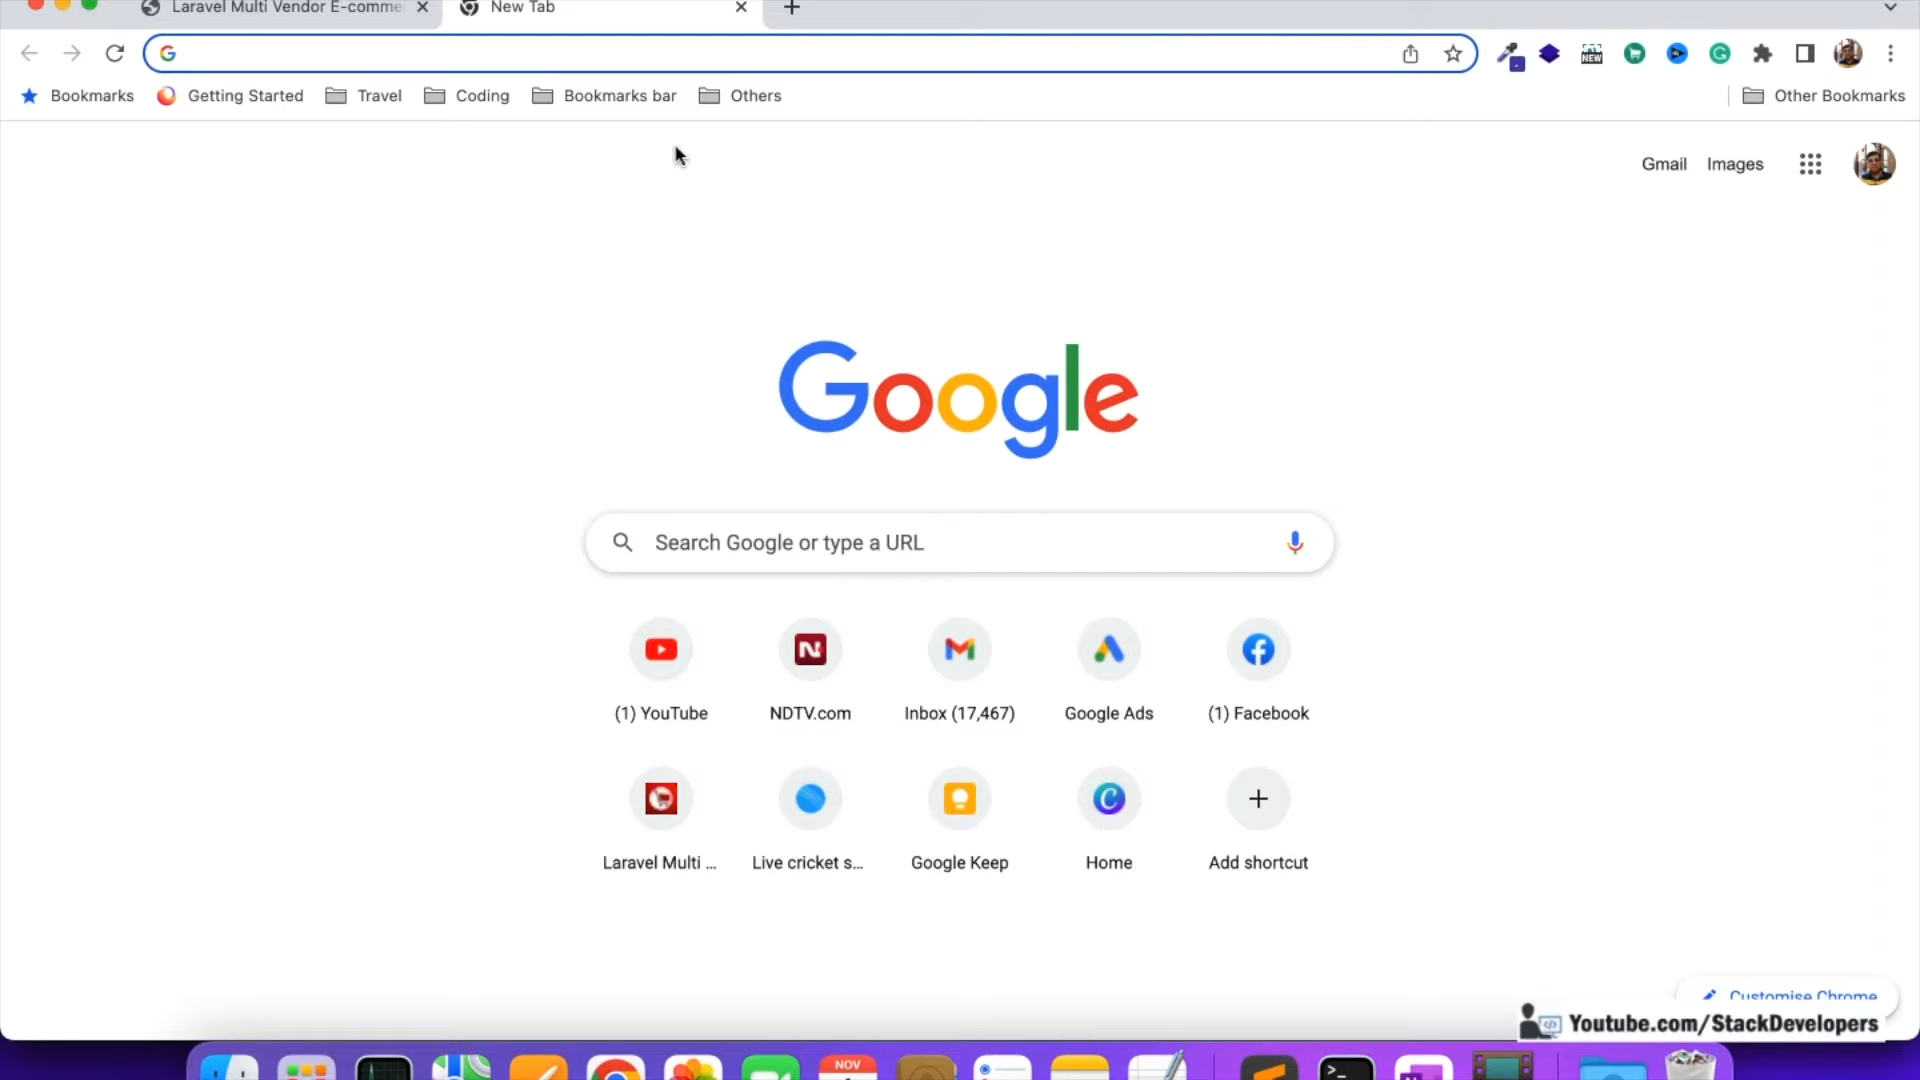 Laravel Multi Vendor E-comme
New Tab
Bookmarks
Getting Started
Travel
Coding
Bookmarks bar
Others
Other Bookmarks
NEW
Gmail
Images
Google
Search Google or type a URL
(1) YouTube
NDTV.com
Inbox (17,467)
Google Ads
(1) Facebook
Laravel Multi ...
Live cricket s...
Google Keep
Home
Add shortcut
Customise Chrome
Youtube.com/StackDevelopers
NOV